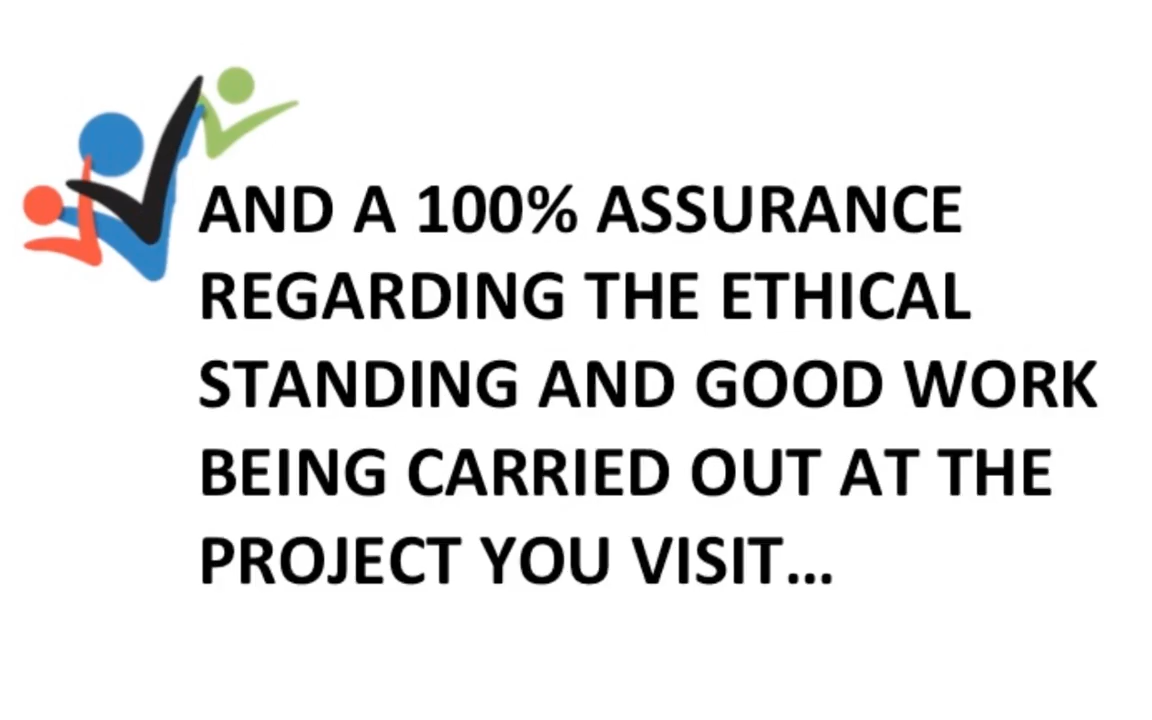 AND A 100% ASSURANCE
REGARDING THE ETHICAL
STANDING AND GOOD WORK
BEING CARRIED OUT AT THE
PROJECT YOU VISIT...